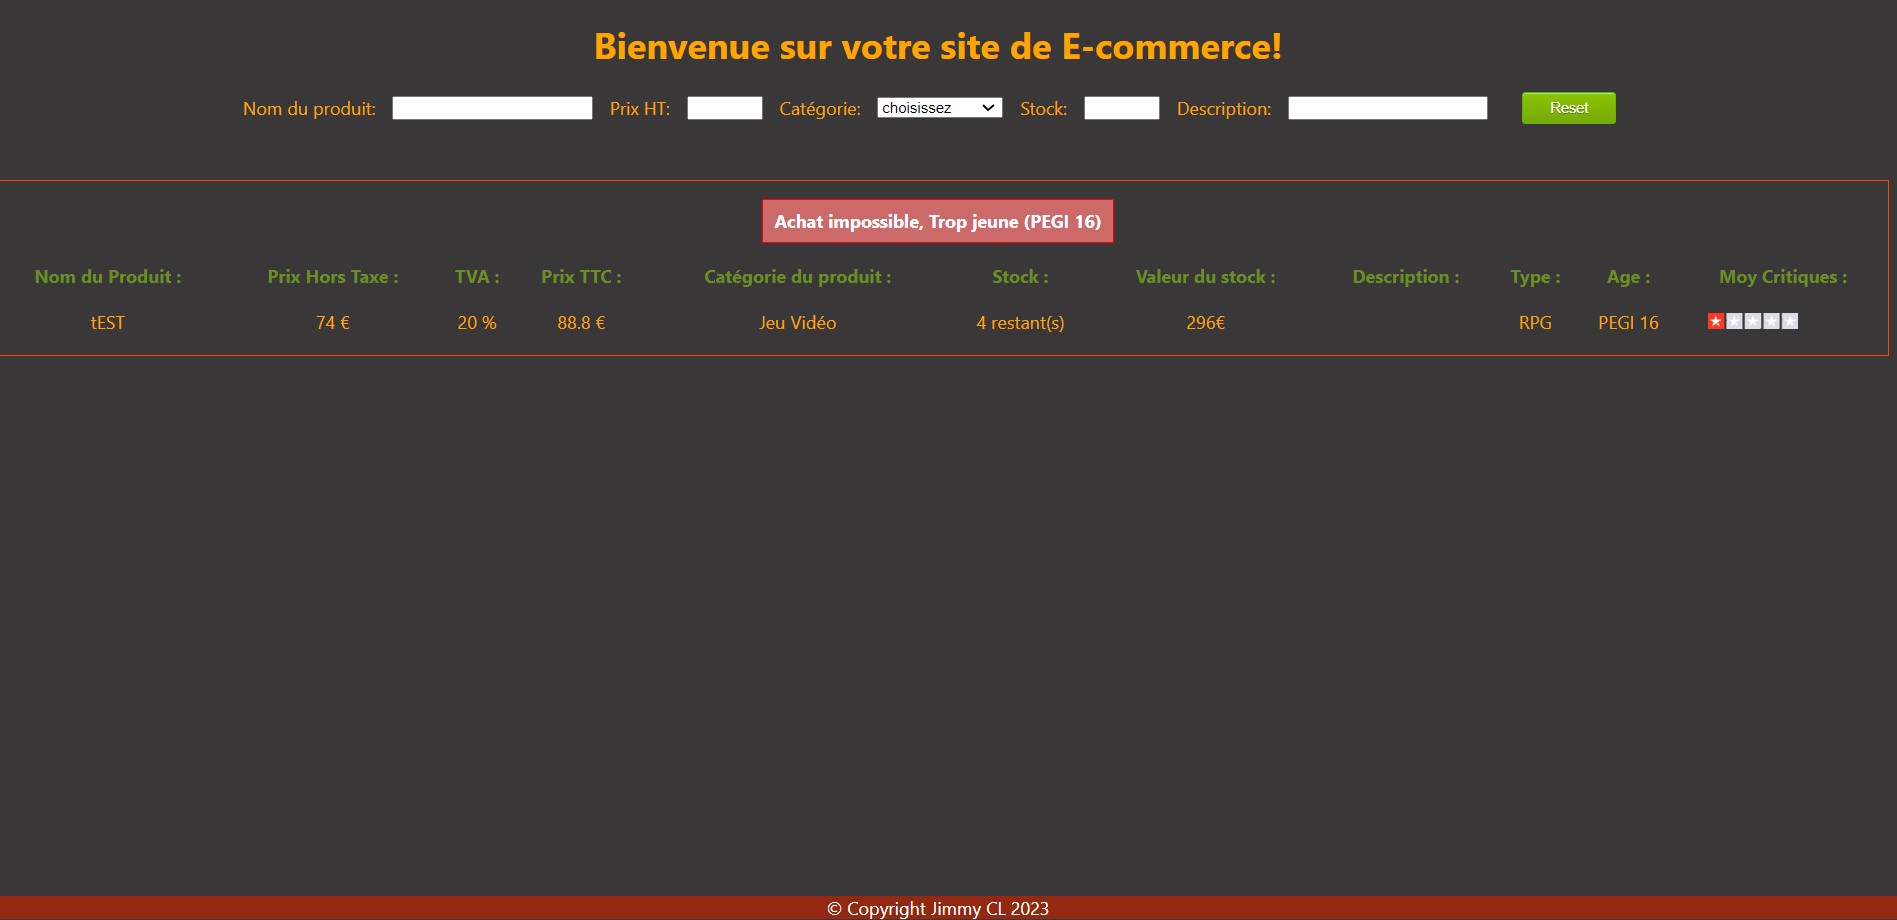 Bienvenue sur votre site de E-commerce!
Nom du produit: Prix HT: Catégorie: choisissez Stock: Description: Reset
Achat impossible, Trop jeune (PEGI 16)
Nom du Produit : Prix Hors Taxe : TVA : Prix TTC : Catégorie du produit : Stock : Valeur du stock : Description : Type : Age : Moy Critiques :
tEST 74 € 20 % 88.8 € Jeu Vidéo 4 restant(s) 296€ RPG PEGI 16
© Copyright Jimmy CL 2023